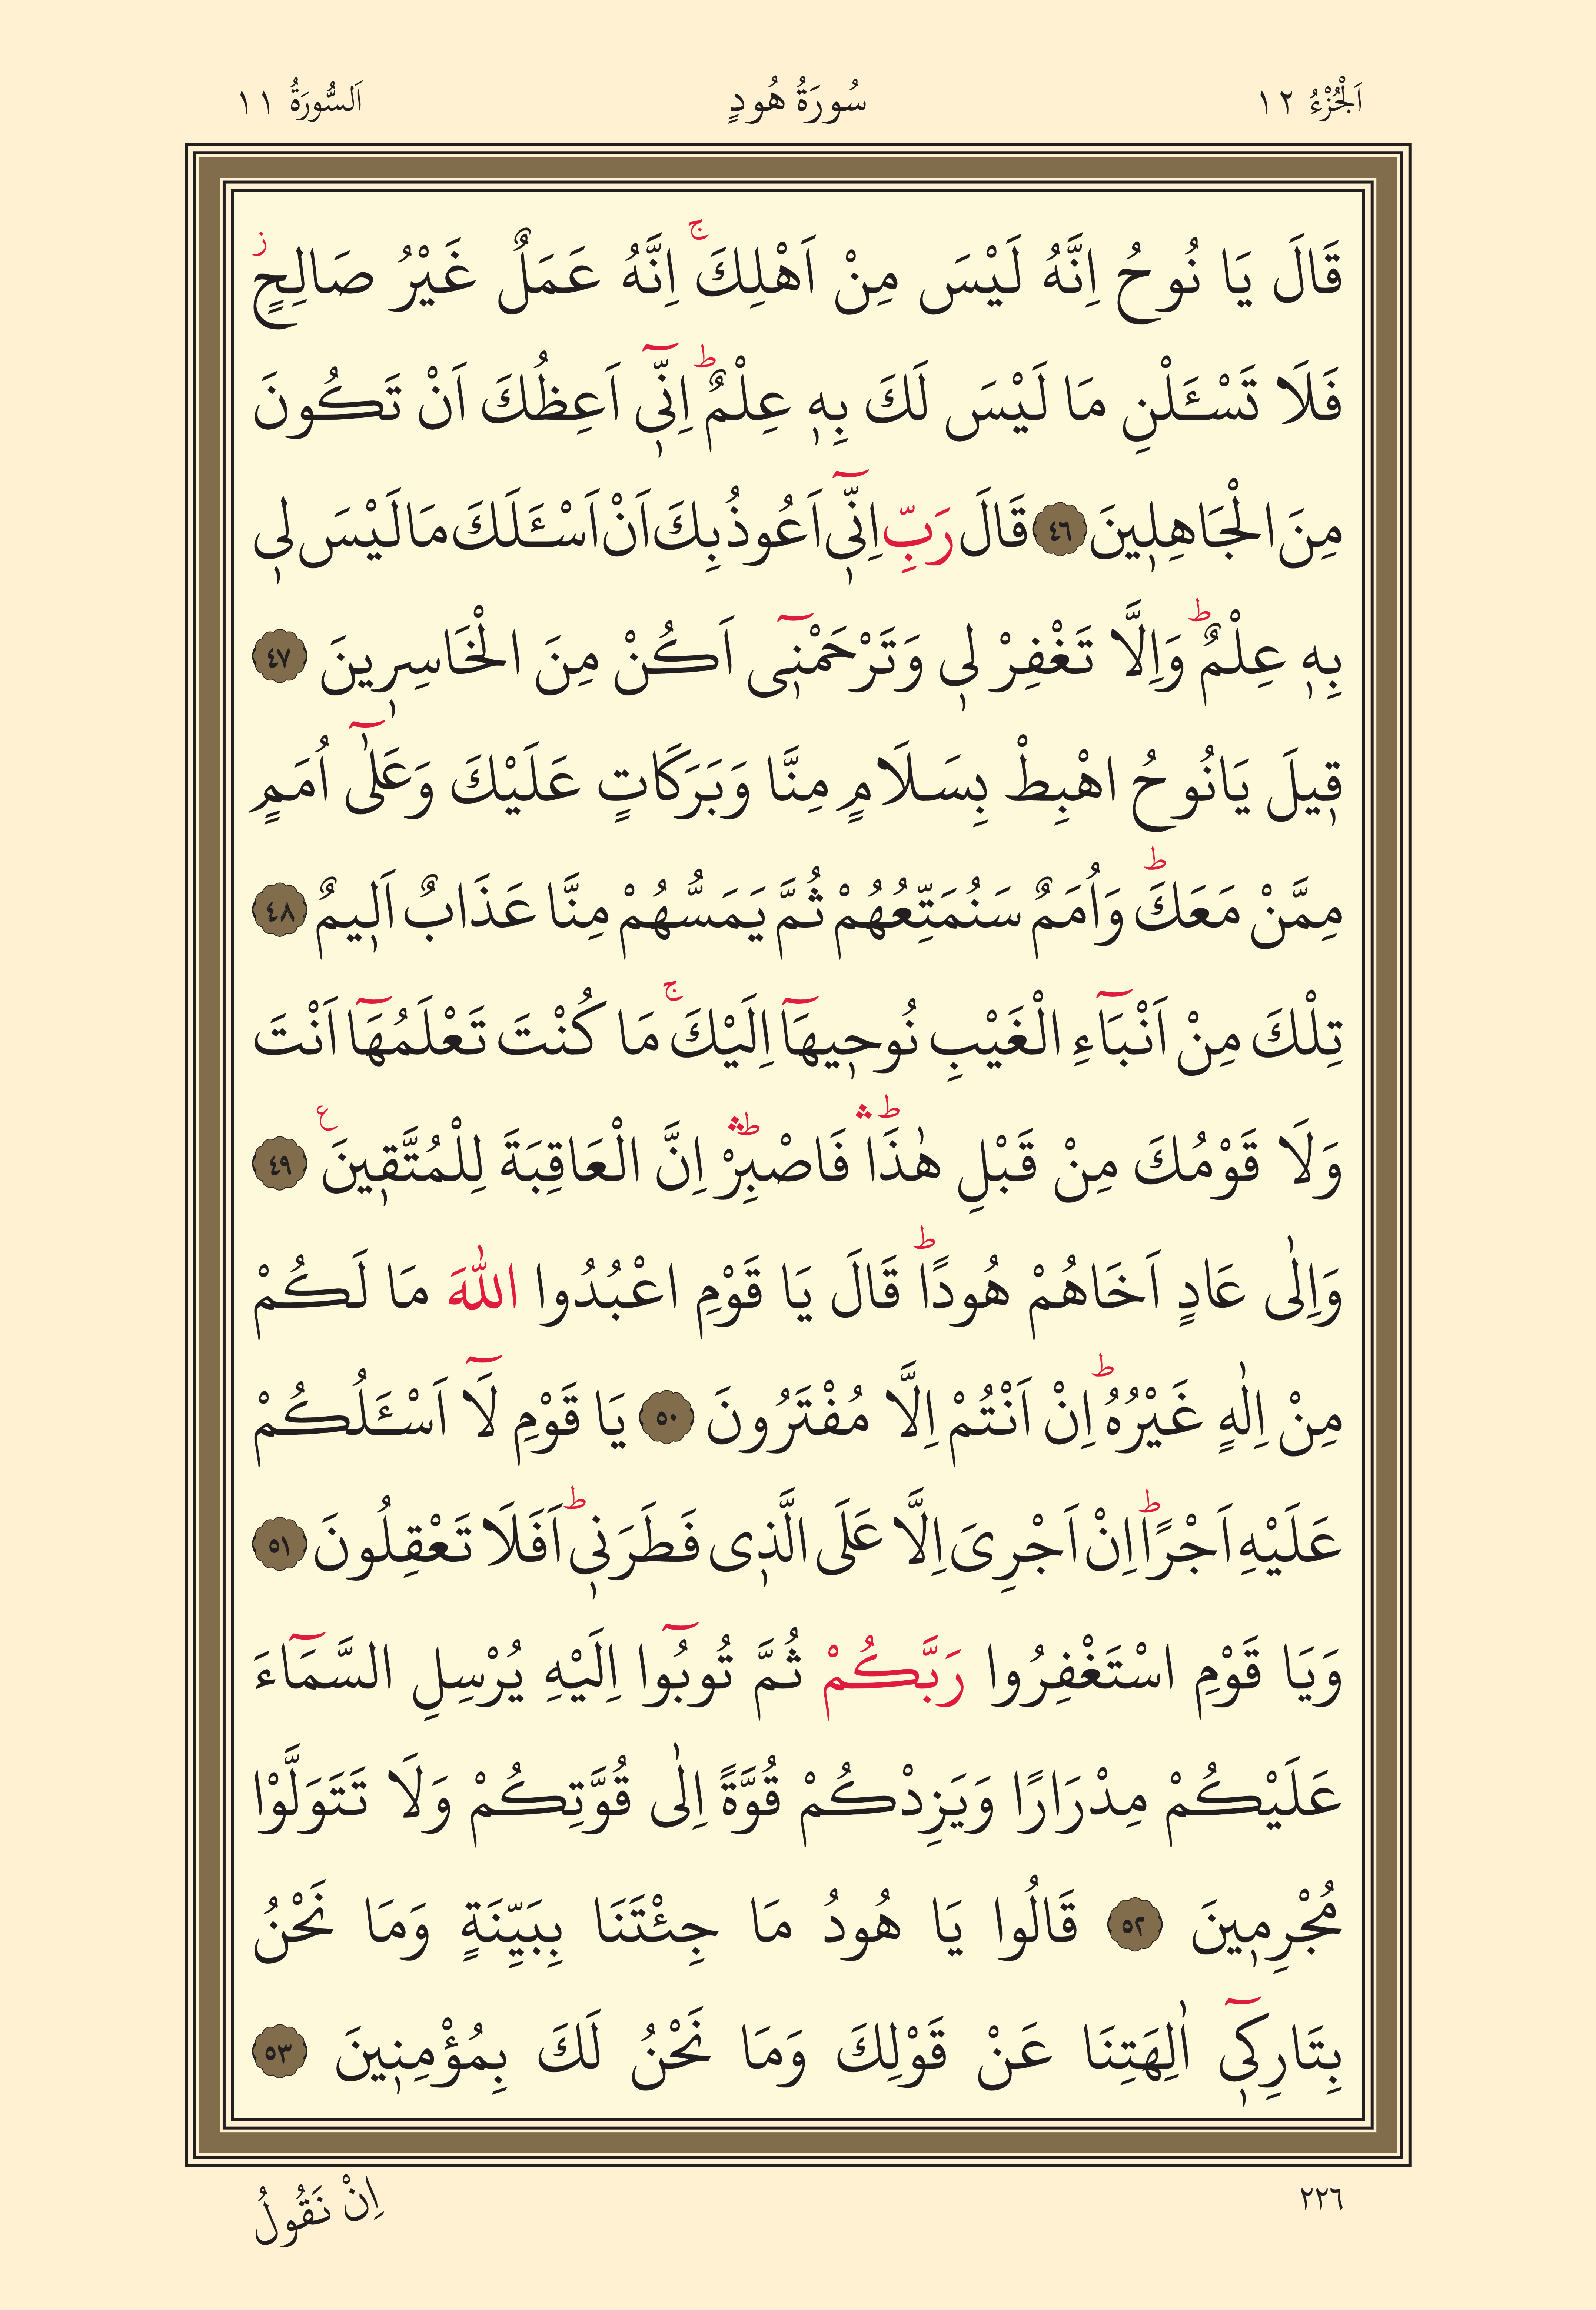 اَلْجُزْءُ ١٢
سُورَةُ هُودٍ
اَلسُّورَةُ ١١
قَالَ يَا نُوحُ اِنَّهُ لَيْسَ مِنْ اَهْلِكَۚ اِنَّهُ عَمَلٌ غَيْرُ صَالِحٍۘ ز
فَلَا تَسْـَٔلْنِ مَا لَيْسَ لَكَ بِهٖ عِلْمٌؕ اِنّٖٓى اَعِظُكَ اَنْ تَكُونَ
مِنَ الْجَاهِلٖينَ ٤٦ قَالَ رَبِّ اِنّٖٓى اَعُوذُ بِكَ اَنْ اَسْـَٔلَكَ مَا لَيْسَ لٖى
بِهٖ عِلْمٌؕ وَاِلَّا تَغْفِرْ لٖى وَتَرْحَمْنٖٓى اَكُنْ مِنَ الْخَاسِرٖينَ ٤٧
قٖيلَ يَانُوحُ اهْبِطْ بِسَلَامٍ مِنَّا وَبَرَكَاتٍ عَلَيْكَ وَعَلٰٓى اُمَمٍ
مِمَّنْ مَعَكَؕ وَاُمَمٌ سَنُمَتِّعُهُمْ ثُمَّ يَمَسُّهُمْ مِنَّا عَذَابٌ اَلٖيمٌ ٤٨
تِلْكَ مِنْ اَنْبَٓاءِ الْغَيْبِ نُوحٖيهَٓا اِلَيْكَۚ مَا كُنْتَ تَعْلَمُهَٓا اَنْتَ
وَلَا قَوْمُكَ مِنْ قَبْلِ هٰذَاؕۛ فَاصْبِرْؕۛ اِنَّ الْعَاقِبَةَ لِلْمُتَّقٖينَ ع ٤٩
وَاِلٰى عَادٍ اَخَاهُمْ هُودًاؕ قَالَ يَا قَوْمِ اعْبُدُوا اللّٰهَ مَا لَكُمْ
مِنْ اِلٰهٍ غَيْرُهُؕ اِنْ اَنْتُمْ اِلَّا مُفْتَرُونَ ٥٠ يَا قَوْمِ لَٓا اَسْـَٔلُكُمْ
عَلَيْهِ اَجْرًاؕ اِنْ اَجْرِىَ اِلَّا عَلَى الَّذٖى فَطَرَنٖىؕ اَفَلَا تَعْقِلُونَ ٥١
وَيَا قَوْمِ اسْتَغْفِرُوا رَبَّكُمْ ثُمَّ تُوبُٓوا اِلَيْهِ يُرْسِلِ السَّمَٓاءَ
عَلَيْكُمْ مِدْرَارًا وَيَزِدْكُمْ قُوَّةً اِلٰى قُوَّتِكُمْ وَلَا تَتَوَلَّوْا
مُجْرِمٖينَ ٥٢ قَالُوا يَا هُودُ مَا جِئْتَنَا بِبَيِّنَةٍ وَمَا نَحْنُ
بِتَارِكٖٓى اٰلِهَتِنَا عَنْ قَوْلِكَ وَمَا نَحْنُ لَكَ بِمُؤْمِنٖينَ ٥٣
٢٢٦
اِنْ نَقُولُ